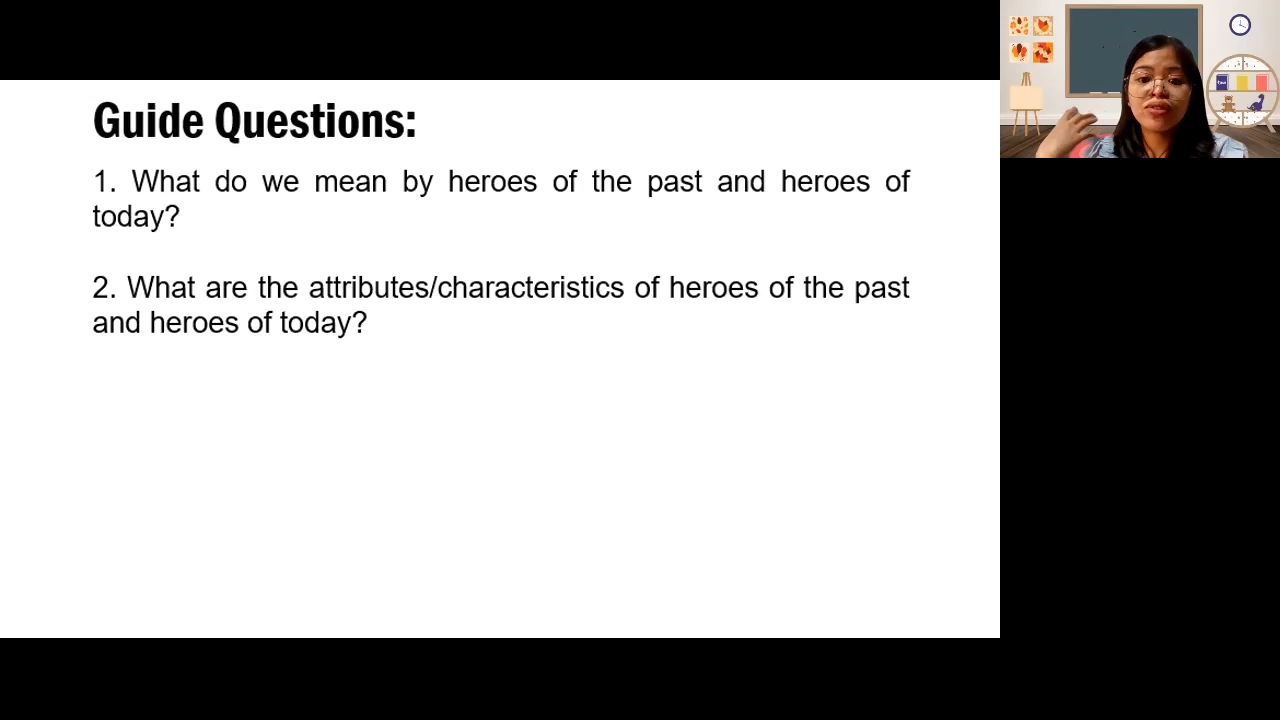 Guide Questions:
1. What do we mean by heroes of the past and heroes of
today?
2. What are the attributes/characteristics of heroes of the past
and heroes of today?